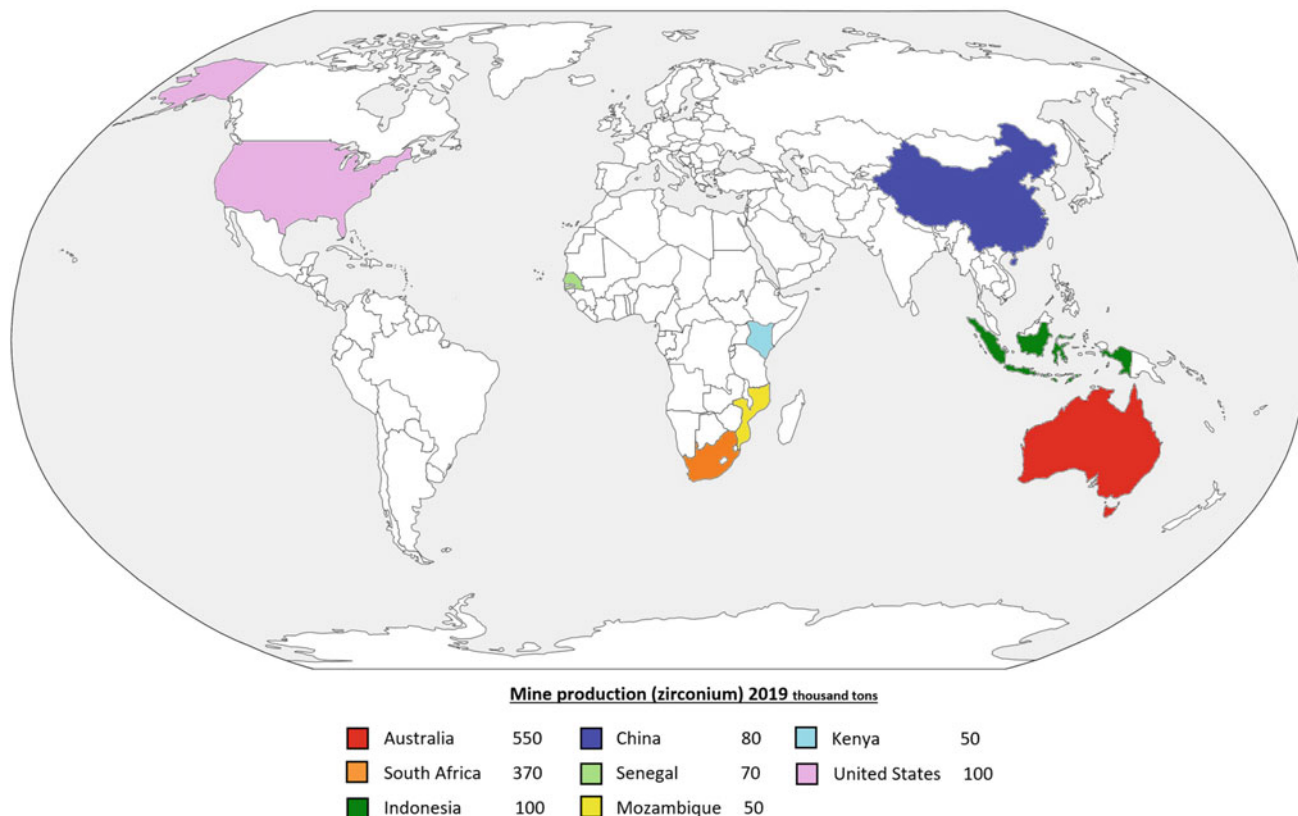 Mine production (zirconium) 2019 thousand tons
Australia 550 China 80 Kenya 50
South Africa 370 Senegal 70 United States 100
Indonesia 100 Mozambique 50